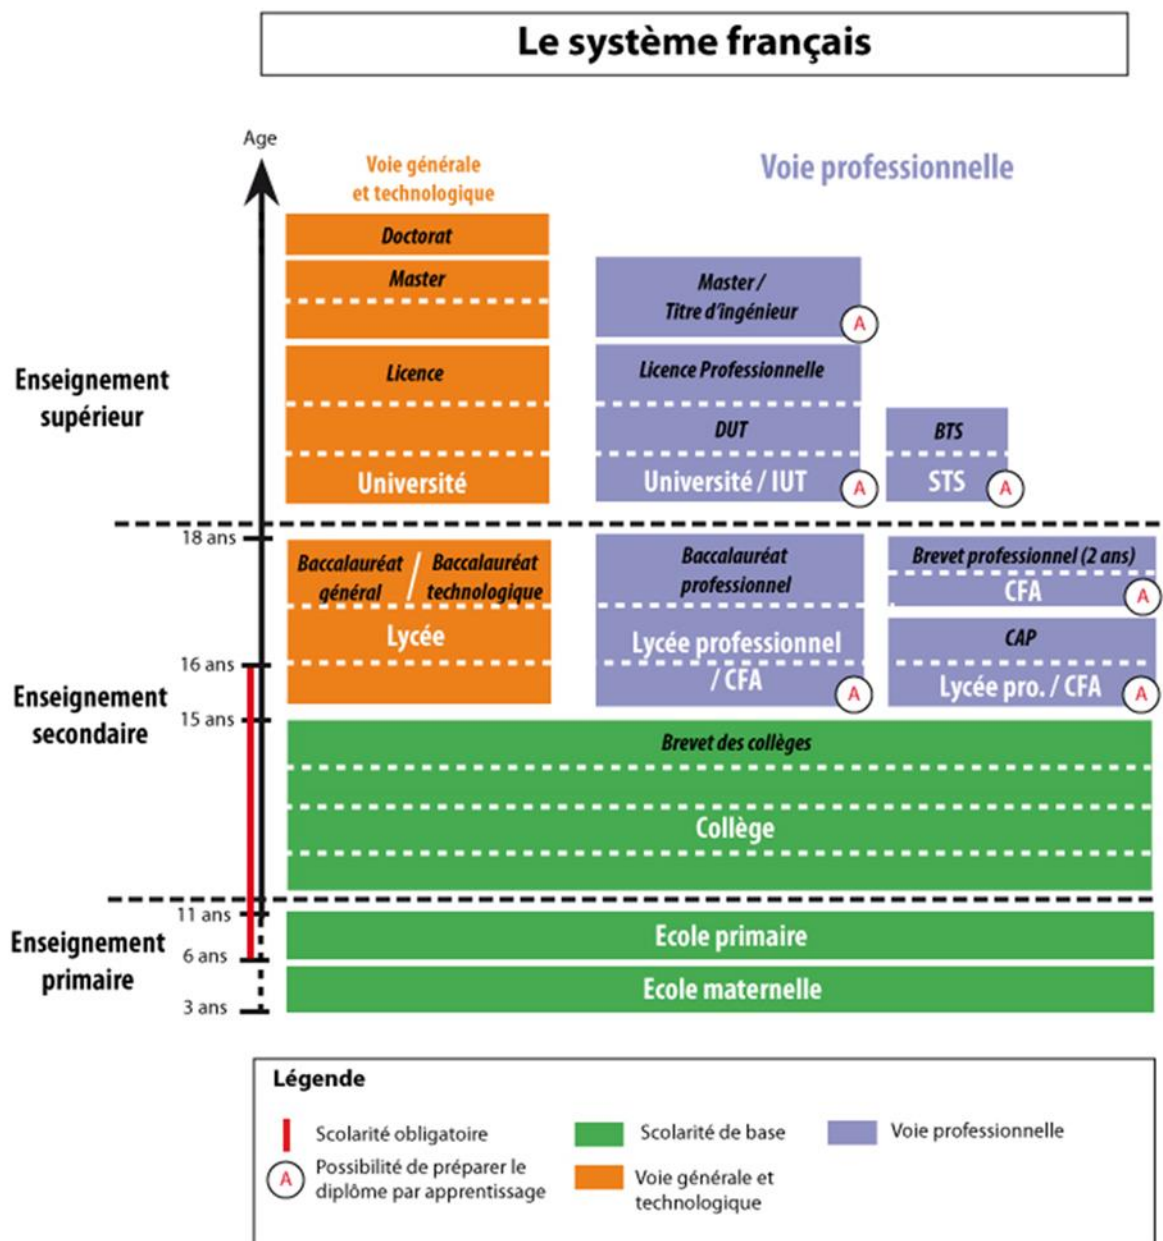 Le système français
Age
Voie générale
et technologique
Voie professionnelle
Doctorat
Master
Master /
Titre d'ingénieur
A
Enseignement
supérieur
Licence
Licence Professionnelle
DUT
BTS
Université
Université / IUT
A
STS
A
18 ans
Baccalauréat
général
/
Baccalauréat
technologique
Baccalauréat
professionnel
Brevet professionnel (2 ans)
CFA
A
Lycée
Lycée professionnel
/ CFA
A
CAP
Lycée pro. / CFA
A
16 ans
Enseignement
secondaire
15 ans
Brevet des collèges
Collège
11 ans
Enseignement
primaire
Ecole primaire
6 ans
Ecole maternelle
3 ans
Légende
Scolarité obligatoire
Scolarité de base
Voie professionnelle
A
Possibilité de préparer le
diplôme par apprentissage
Voie générale et
technologique